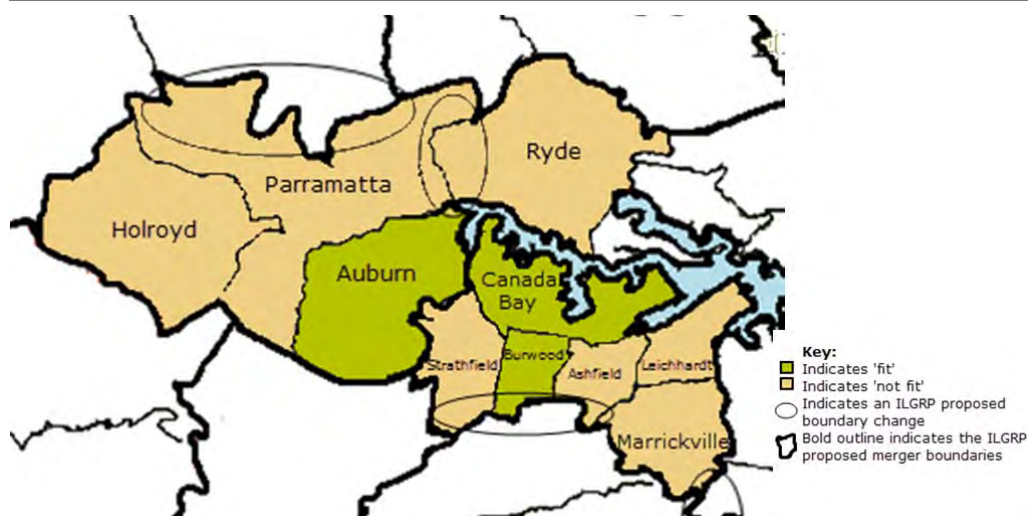 Ryde
Parramatta
Holroyd
Auburn
Canada
Bay
Strathfield
Burwood
Ashfield
Leichhardt
Marrickville
Key:
Indicates 'fit'
Indicates 'not fit'
Indicates an ILGRP proposed
boundary change
Bold outline indicates the ILGRP
proposed merger boundaries